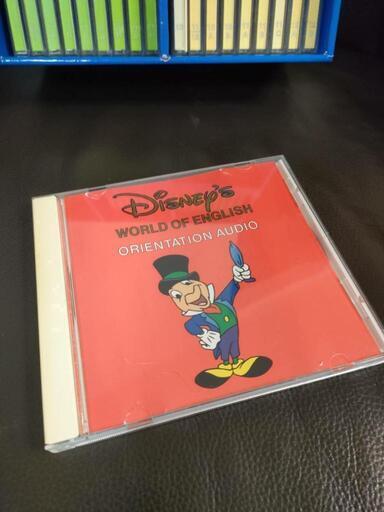 DISNEY'S
WORLD OF ENGLISH
ORIENTATION AUDIO